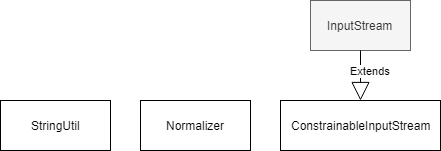 InputStream
Extends
StringUtil
Normalizer
ConstrainableInputStream